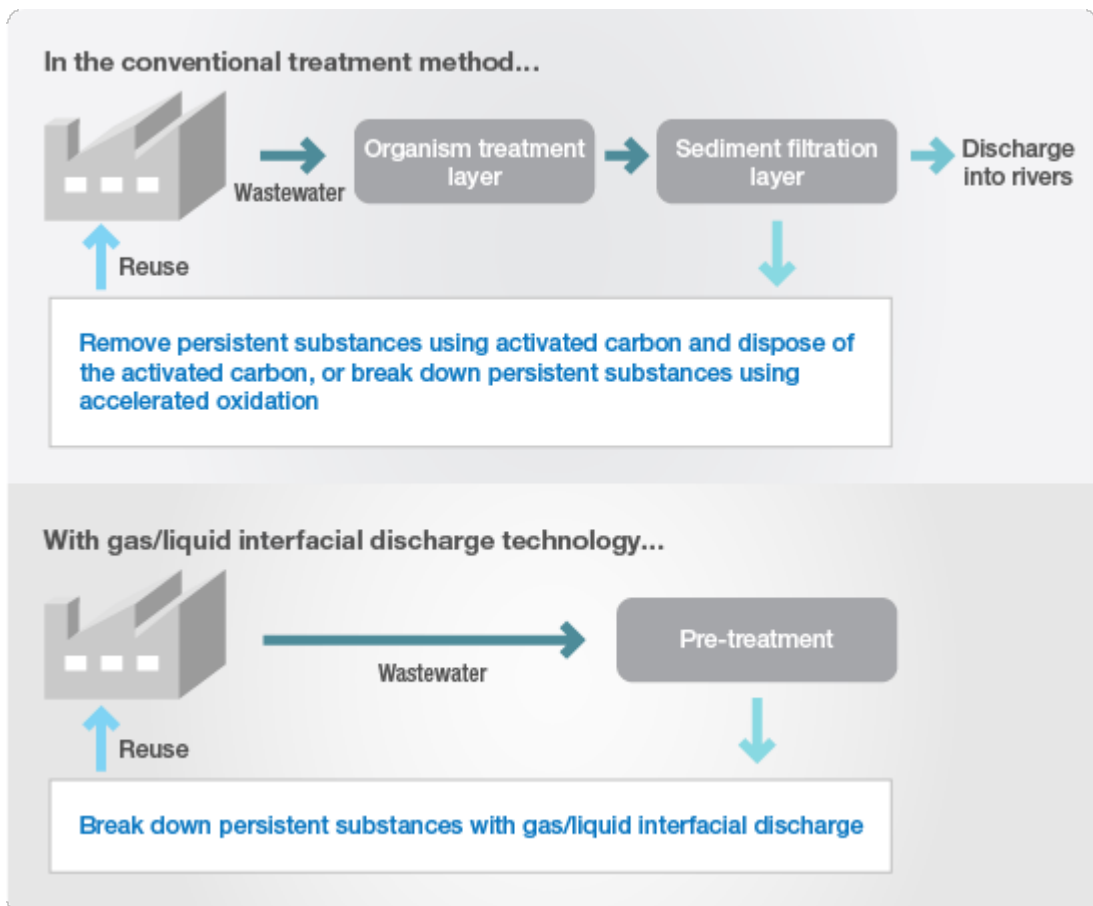 In the conventional treatment method...
Organism treatment
layer
Sediment filtration
layer
Discharge
into rivers
Wastewater
Reuse
Remove persistent substances using activated carbon and dispose of
the activated carbon, or break down persistent substances using
accelerated oxidation
With gas/liquid interfacial discharge technology...
Pre-treatment
Wastewater
Reuse
Break down persistent substances with gas/liquid interfacial discharge